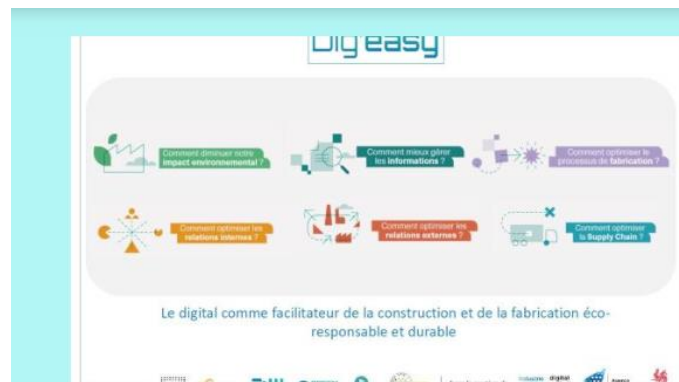 Dig'easy
Comment diminuer notre
impact environnemental ?
Comment mieux gérer
les informations ?
Comment optimiser le
processus de fabrication ?
Comment optimiser les
relations internes ?
Comment optimiser les
relations externes ?
Comment optimiser
la Supply Chain ?
Le digital comme facilitateur de la construction et de la fabrication éco-
responsable et durable
digital